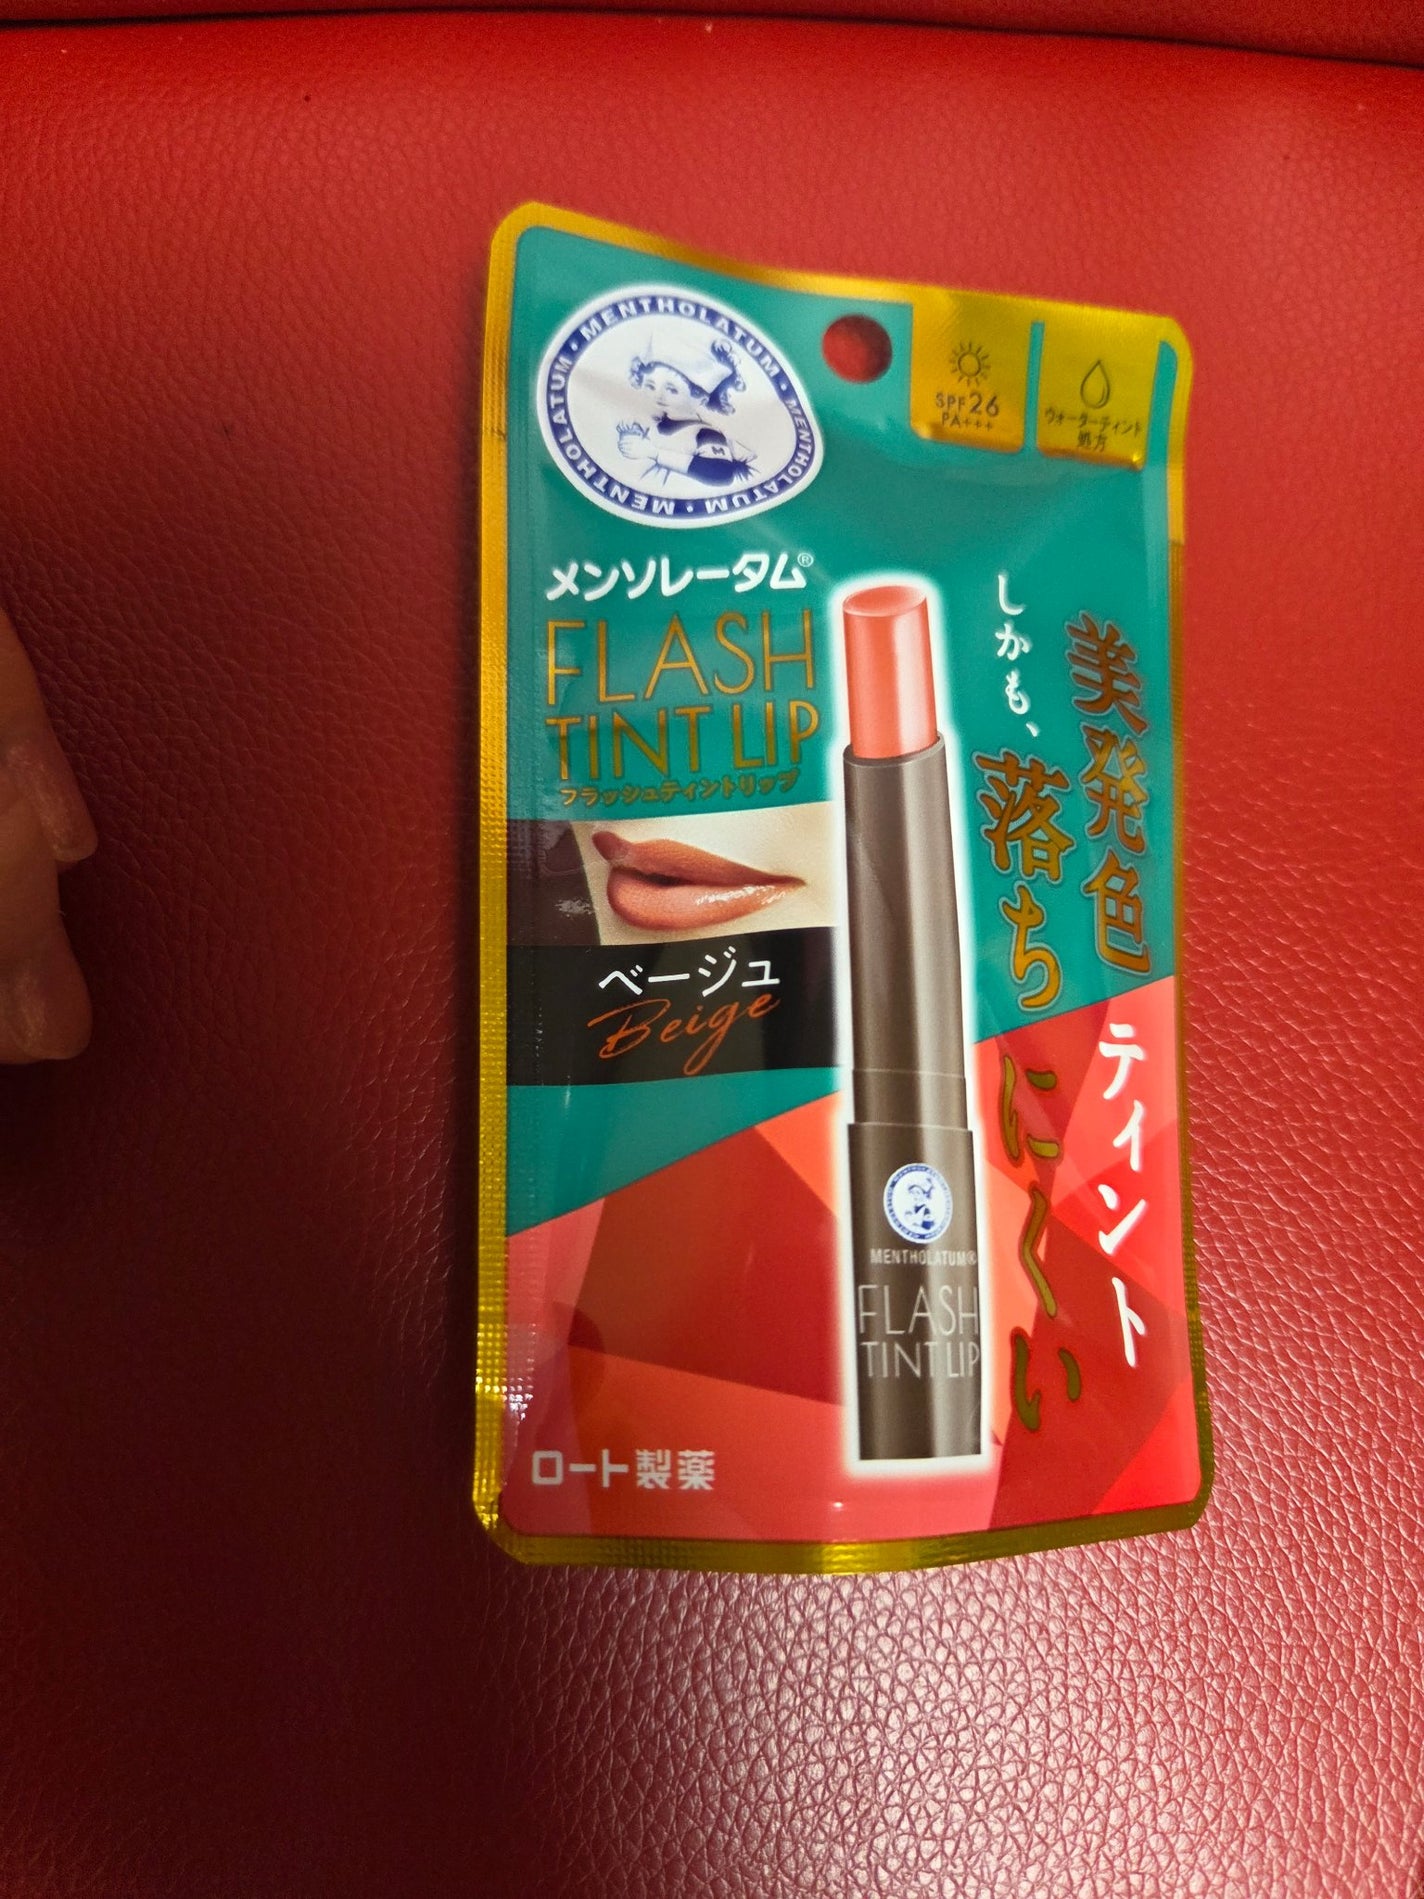 MENTHOLATUM • MENTHOLATUM • MENTHOLATUM • MENTHOLATUM •
SPF26
PA+++
ウォーターティント
処方
メンソレータム®
FLASH
TINT LIP
フラッシュティントリップ
美発色ティント
しかも、落ちにくい
ベージュ
Beige
MENTHOLATUM®
FLASH
TINT LIP
ロート製薬